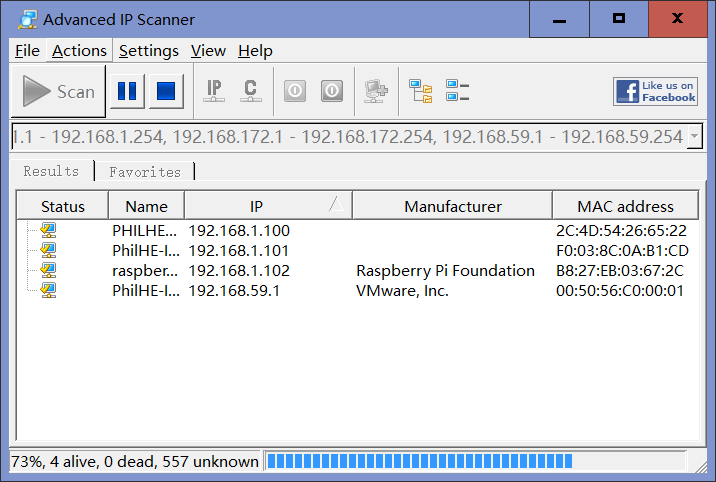 Advanced IP Scanner
File Actions Settings View Help
Scan IP C Like us on
Facebook
1.1 - 192.168.1.254, 192.168.172.1 - 192.168.172.254, 192.168.59.1 - 192.168.59.254
Results Favorites
Status Name IP Manufacturer MAC address
PHILHE... 192.168.1.100 2C:4D:54:26:65:22
PhilHE-I... 192.168.1.101 F0:03:8C:0A:B1:CD
raspber... 192.168.1.102 Raspberry Pi Foundation B8:27:EB:03:67:2C
PhilHE-I... 192.168.59.1 VMware, Inc. 00:50:56:C0:00:01
73%, 4 alive, 0 dead, 557 unknown